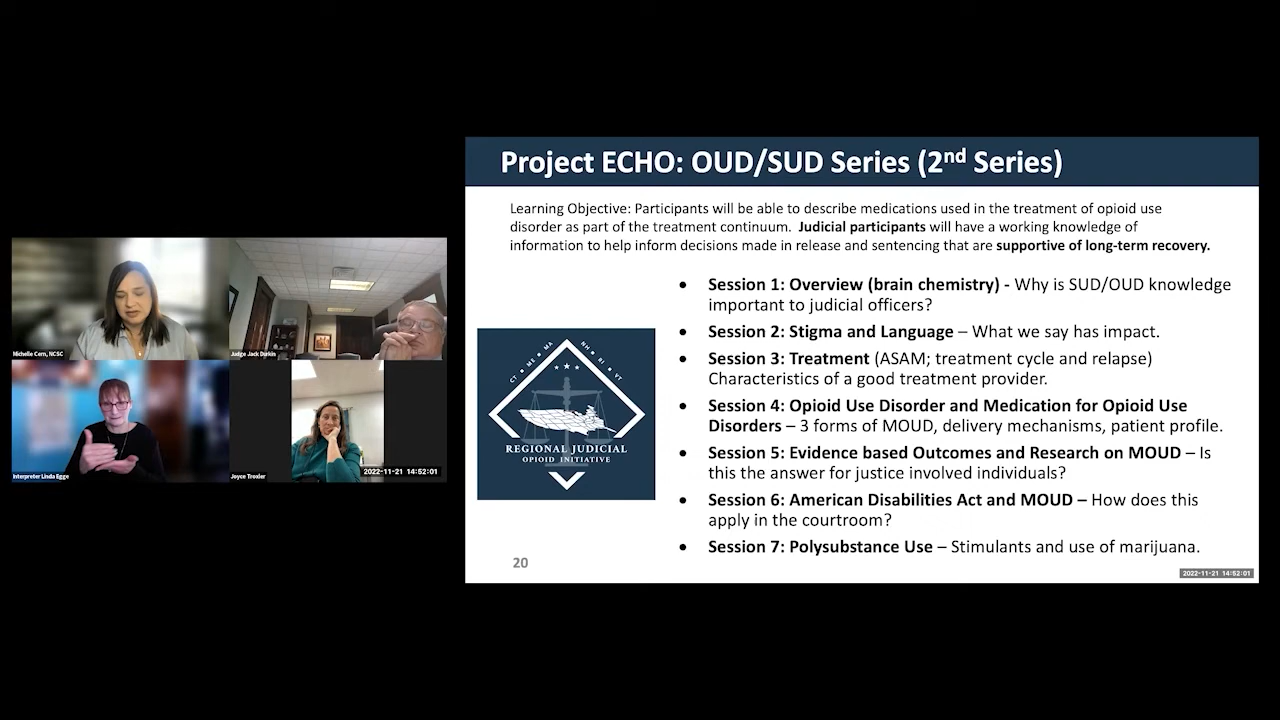 Project ECHO: OUD/SUD Series (2nd Series)
Learning Objective: Participants will be able to describe medications used in the treatment of opioid use
disorder as part of the treatment continuum. Judicial participants will have a working knowledge of
information to help inform decisions made in release and sentencing that are supportive of long-term recovery.
• Session 1: Overview (brain chemistry) - Why is SUD/OUD knowledge
important to judicial officers?
• Session 2: Stigma and Language – What we say has impact.
• Session 3: Treatment (ASAM; treatment cycle and relapse)
Characteristics of a good treatment provider.
• Session 4: Opioid Use Disorder and Medication for Opioid Use
Disorders – 3 forms of MOUD, delivery mechanisms, patient profile.
• Session 5: Evidence based Outcomes and Research on MOUD – Is
this the answer for justice involved individuals?
• Session 6: American Disabilities Act and MOUD – How does this
apply in the courtroom?
• Session 7: Polysubstance Use – Stimulants and use of marijuana.
CT ME MA NH RI VT
REGIONAL JUDICIAL
OPIOID INITIATIVE
20
2022-11-21 14:52:01
Michelle Cern, NCSC
Judge Jack Durkin
Interpreter Linda Egge
Joyce Troxler
2022-11-21 14:52:01